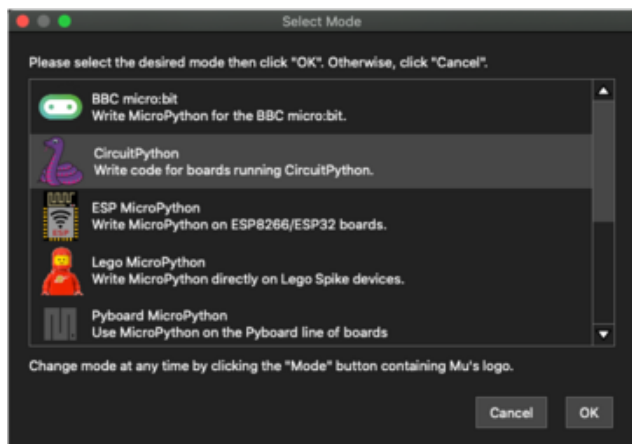 Select Mode
Please select the desired mode then click "OK". Otherwise, click "Cancel".
BBC micro:bit
Write MicroPython for the BBC micro:bit.
CircuitPython
Write code for boards running CircuitPython.
ESP MicroPython
Write MicroPython on ESP8266/ESP32 boards.
Lego MicroPython
Write MicroPython directly on Lego Spike devices.
Pyboard MicroPython
Use MicroPython on the Pyboard line of boards
Change mode at any time by clicking the "Mode" button containing Mu's logo.
Cancel OK